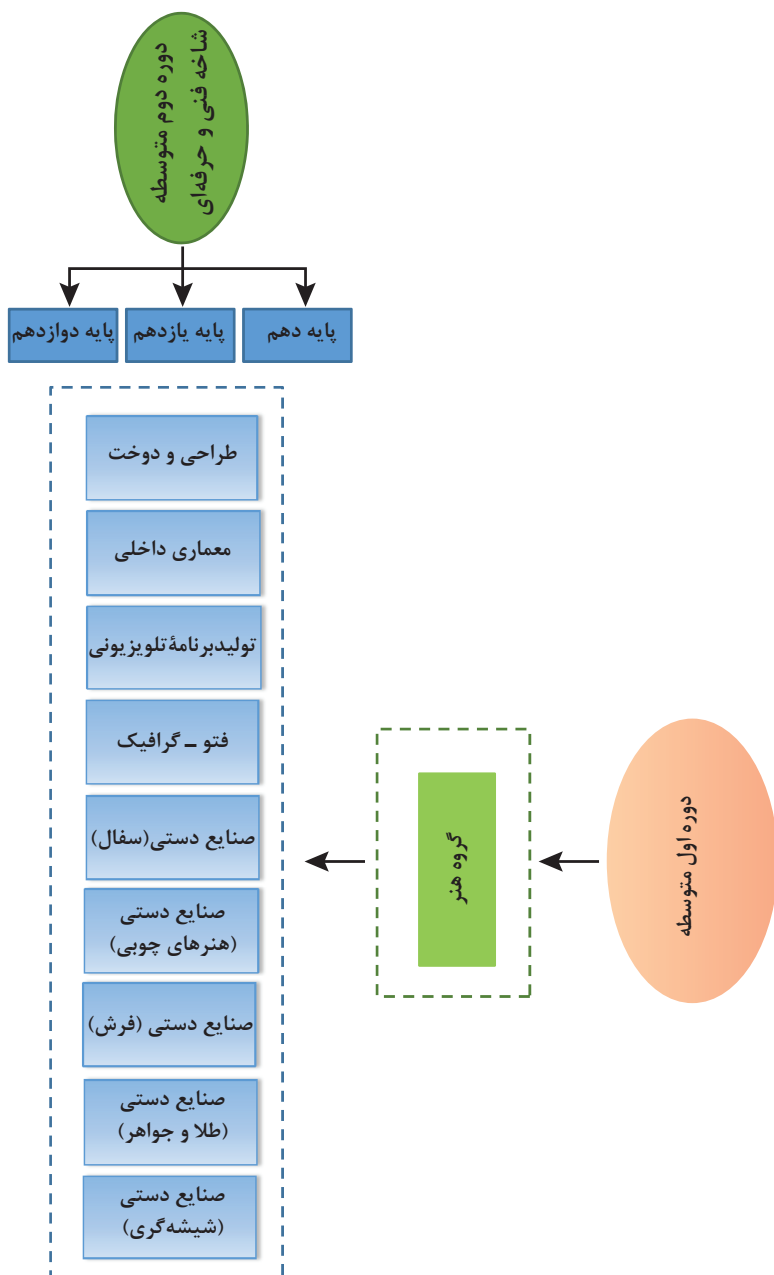 دوره دوم متوسطه
شاخه فنی و حرفه‌ای
پایه دهم
پایه یازدهم
پایه دوازدهم
طراحی و دوخت
معماری داخلی
تولیدبرنامهٔ تلویزیونی
فتو ـ گرافیک
صنایع دستی(سفال)
صنایع دستی
(هنرهای چوبی)
صنایع دستی (فرش)
صنایع دستی
(طلا و جواهر)
صنایع دستی
(شیشه‌گری)
گروه هنر
دوره اول متوسطه